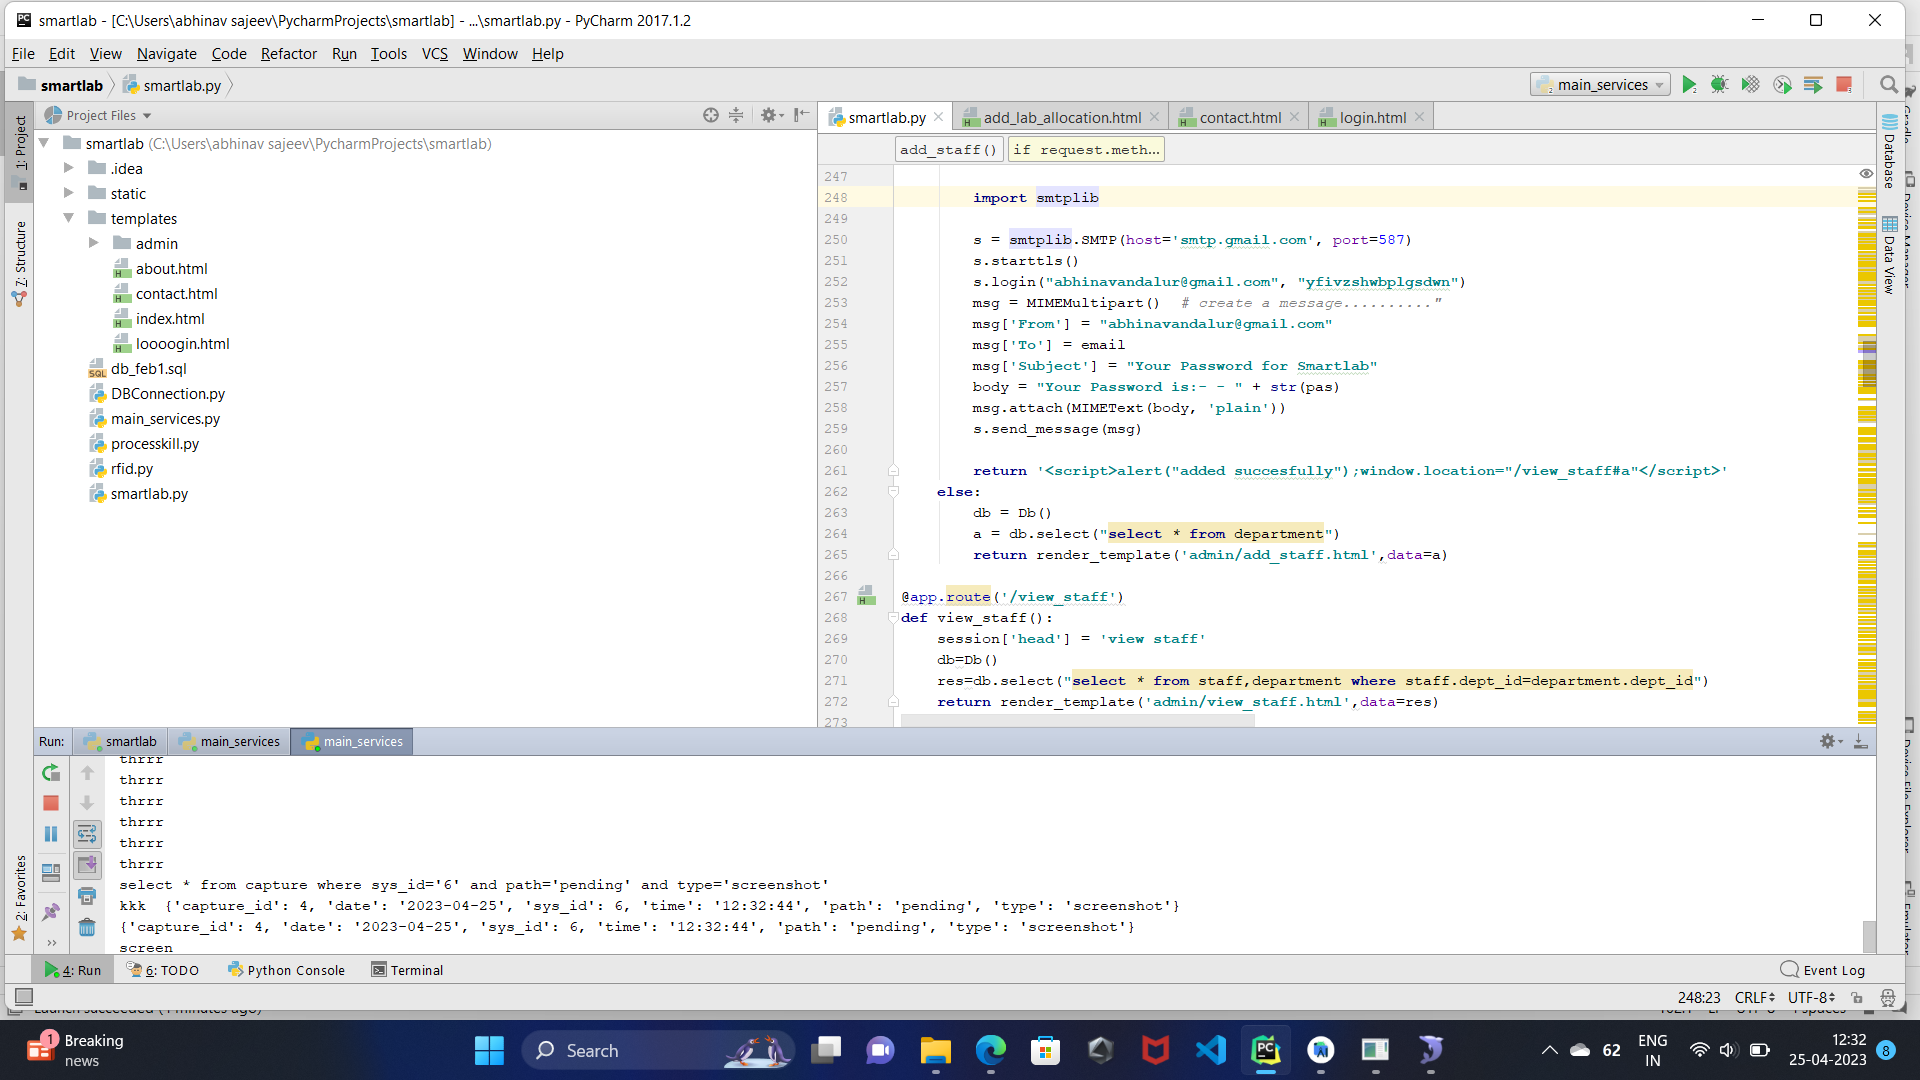 smartlab - [C:\Users\abhinav sajeev\PycharmProjects\smartlab] - ...\smartlab.py - PyCharm 2017.1.2
File Edit View Navigate Code Refactor Run Tools VCS Window Help
smartlab smartlab.py main_services
Project Files
smartlab.py add_lab_allocation.html contact.html login.html
1: Project
7: Structure
2: Favorites
smartlab (C:\Users\abhinav sajeev\PycharmProjects\smartlab)
.idea
static
templates
admin
about.html
contact.html
index.html
loooogin.html
db_feb1.sql
DBConnection.py
main_services.py
processkill.py
rfid.py
smartlab.py
add_staff() if request.meth...
247
248 import smtplib
249
250 s = smtplib.SMTP(host='smtp.gmail.com', port=587)
251 s.starttls()
252 s.login("abhinavandalur@gmail.com", "yfivzshwbplgsdwn")
253 msg = MIMEMultipart()  # create a message.........."
254 msg['From'] = "abhinavandalur@gmail.com"
255 msg['To'] = email
256 msg['Subject'] = "Your Password for Smartlab"
257 body = "Your Password is:- - " + str(pas)
258 msg.attach(MIMEText(body, 'plain'))
259 s.send_message(msg)
260
261 return '<script>alert("added succesfully");window.location="/view_staff#a"</script>'
262 else:
263 db = Db()
264 a = db.select("select * from department")
265 return render_template('admin/add_staff.html',data=a)
266
267 @app.route('/view_staff')
268 def view_staff():
269 session['head'] = 'view staff'
270 db=Db()
271 res=db.select("select * from staff,department where staff.dept_id=department.dept_id")
272 return render_template('admin/view_staff.html',data=res)
273
Database
Data View
Run: smartlab main_services main_services
thrrr
thrrr
thrrr
thrrr
thrrr
thrrr
select * from capture where sys_id='6' and path='pending' and type='screenshot'
kkk  {'capture_id': 4, 'date': '2023-04-25', 'sys_id': 6, 'time': '12:32:44', 'path': 'pending', 'type': 'screenshot'}
{'capture_id': 4, 'date': '2023-04-25', 'sys_id': 6, 'time': '12:32:44', 'path': 'pending', 'type': 'screenshot'}
screen
4: Run 6: TODO Python Console Terminal Event Log
248:23 CRLF UTF-8
1 Breaking
news
Search
62
ENG
IN
12:32
25-04-2023
8